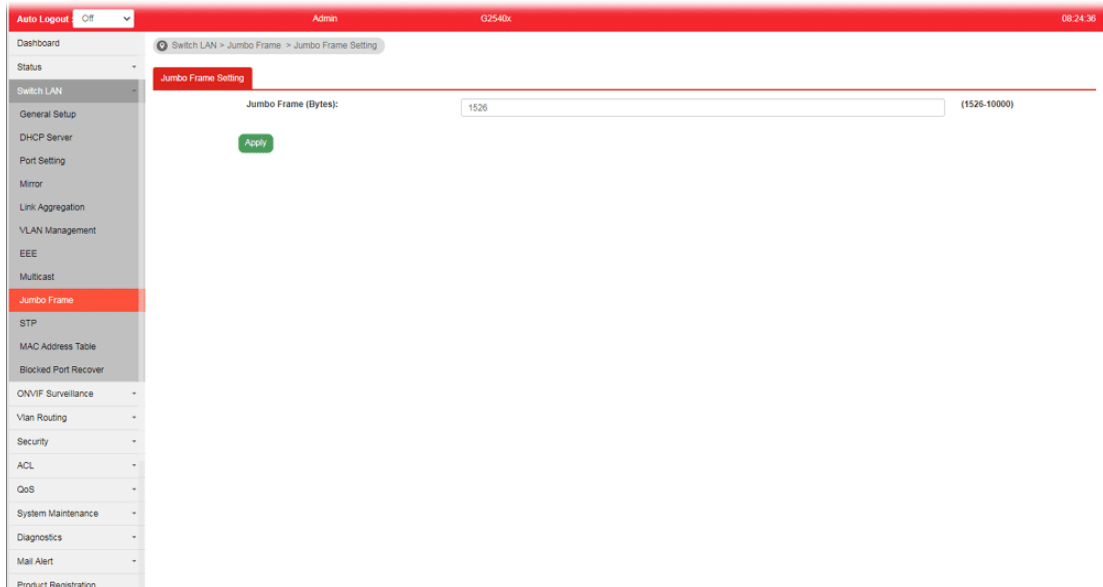 Auto Logout : Off Admin G2540x 08:24:36
Dashboard
Status
Switch LAN
General Setup
DHCP Server
Port Setting
Mirror
Link Aggregation
VLAN Management
EEE
Multicast
Jumbo Frame
STP
MAC Address Table
Blocked Port Recover
ONVIF Surveillance
Vlan Routing
Security
ACL
QoS
System Maintenance
Diagnostics
Mail Alert
Product Registration
Switch LAN > Jumbo Frame > Jumbo Frame Setting
Jumbo Frame Setting
Jumbo Frame (Bytes): 1526 (1526-10000)
Apply